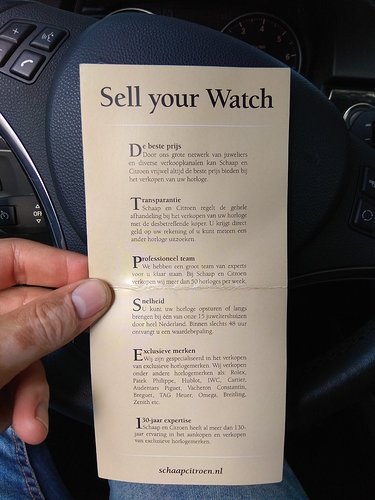 Sell your Watch
De beste prijs
Door ons grote netwerk van juweliers
en diverse verkoopkanalen kan Schaap en
Citroen vrijwel altijd de beste prijs bieden bij
het verkopen van uw horloge.
Transparantie
Schaap en Citroen regelt de gehele
afhandeling bij het verkopen van uw horloge
met de desbetreffende koper. U krijgt direct
geld op uw rekening of u kunt meteen een
ander horloge uitzoeken.
Professioneel team
We hebben een groot team van experts
voor u klaar staan. Bij Schaap en Citroen
verkopen wij meer dan 50 horloges per week.
Snelheid
U kunt uw horloge opsturen of langs
brengen bij één van onze 15 juweliershuizen
door heel Nederland. Binnen slechts 48 uur
ontvangt u een waardebepaling.
Exclusieve merken
Wij zijn gespecialiseerd in het verkopen
van exclusieve horlogemerken. Wij verkopen
onder andere horlogemerken als: Rolex,
Patek Philippe, Hublot, IWC, Cartier,
Audemars Piguet, Vacheron Constantin,
Breguet, TAG Heuer, Omega, Breitling,
Zenith etc.
130-jaar expertise
Schaap en Citroen heeft al meer dan 130-
jaar ervaring in het aankopen en verkopen
van exclusieve horlogemerken.
schaapcitroen.nl
OFF